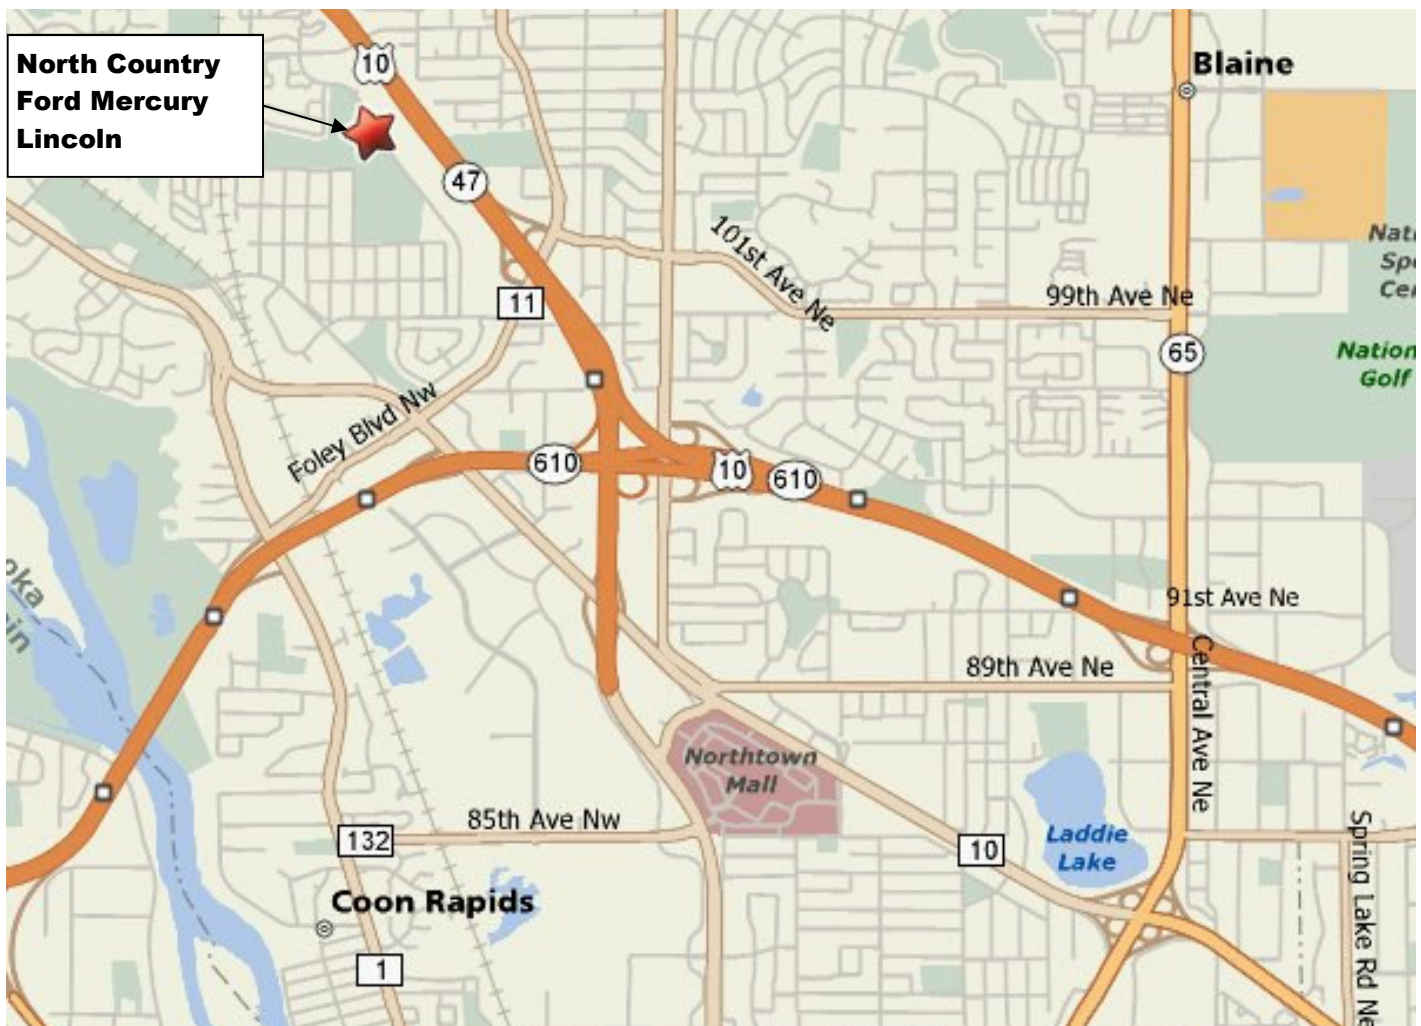 North Country
Ford Mercury
Lincoln
10
Blaine
47
101st Ave Ne
99th Ave Ne
11
65
Golf
Foley Blvd Nw
610
10
610
91st Ave Ne
89th Ave Ne
Central Ave Ne
Northtown
Mall
85th Ave Nw
132
10
Laddie
Lake
Spring Lake Rd Ne
Coon Rapids
1